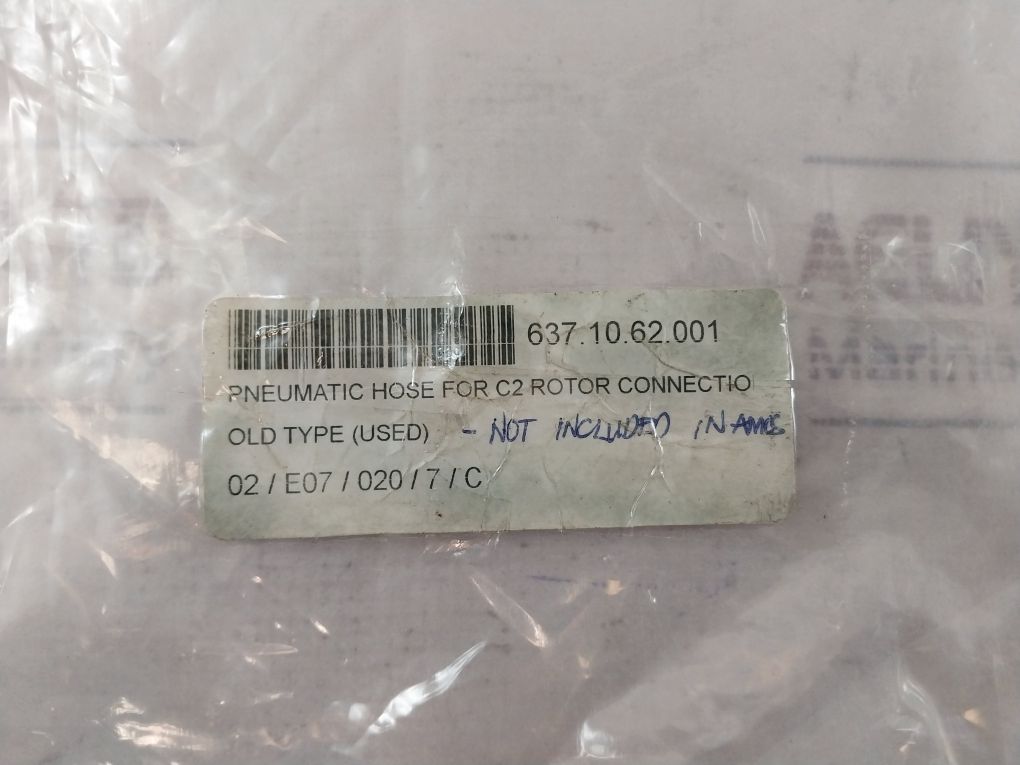 637.10.62.001
PNEUMATIC HOSE FOR C2 ROTOR CONNECTIO
OLD TYPE (USED) - NOT INCLUDED IN AMOS
02 / E07 / 020 / 7 / C